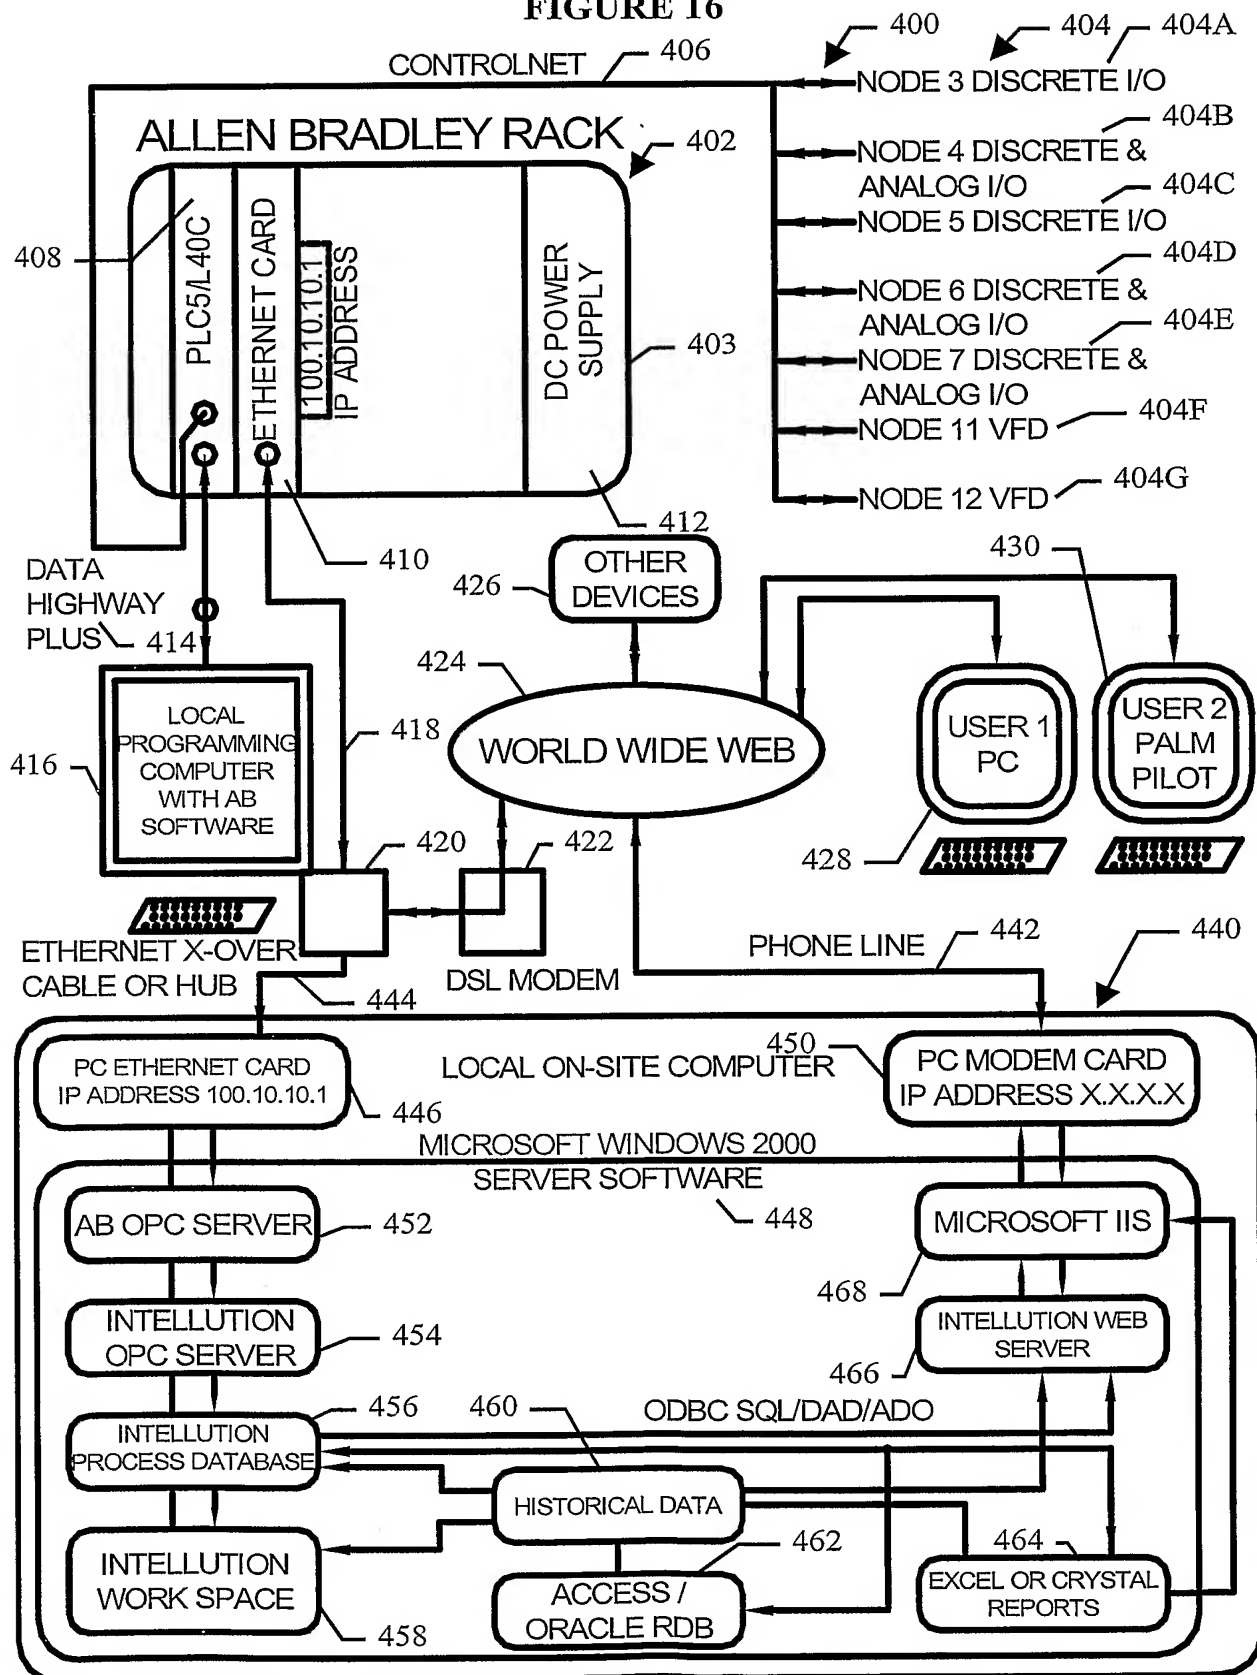 FIGURE 16
CONTROLNET
406
400
404
404A
NODE 3 DISCRETE I/O
ALLEN BRADLEY RACK
402
404B
NODE 4 DISCRETE &
ANALOG I/O
404C
NODE 5 DISCRETE I/O
404D
NODE 6 DISCRETE &
ANALOG I/O
404E
NODE 7 DISCRETE &
ANALOG I/O
404F
NODE 11 VFD
404G
NODE 12 VFD
408
PLC5/L40C
ETHERNET CARD
100.10.10.1
IP ADDRESS
DC POWER
SUPPLY
403
412
410
DATA
HIGHWAY
PLUS
414
OTHER
DEVICES
426
430
424
WORLD WIDE WEB
418
416
LOCAL
PROGRAMMING
COMPUTER
WITH AB
SOFTWARE
USER 1
PC
USER 2
PALM
PILOT
428
420
422
ETHERNET X-OVER
CABLE OR HUB
444
DSL MODEM
PHONE LINE
442
440
PC ETHERNET CARD
IP ADDRESS 100.10.10.1
446
LOCAL ON-SITE COMPUTER
450
PC MODEM CARD
IP ADDRESS X.X.X.X
MICROSOFT WINDOWS 2000
SERVER SOFTWARE
448
AB OPC SERVER
452
MICROSOFT IIS
468
INTELLUTION
OPC SERVER
454
INTELLUTION WEB
SERVER
466
456
460
ODBC SQL/DAD/ADO
INTELLUTION
PROCESS DATABASE
HISTORICAL DATA
462
464
INTELLUTION
WORK SPACE
458
ACCESS /
ORACLE RDB
EXCEL OR CRYSTAL
REPORTS